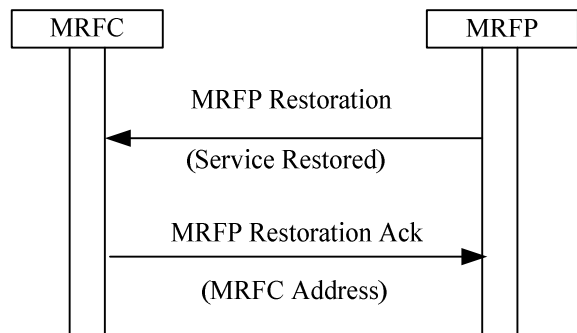 MRFC
MRFP
MRFP Restoration
(Service Restored)
MRFP Restoration Ack
(MRFC Address)